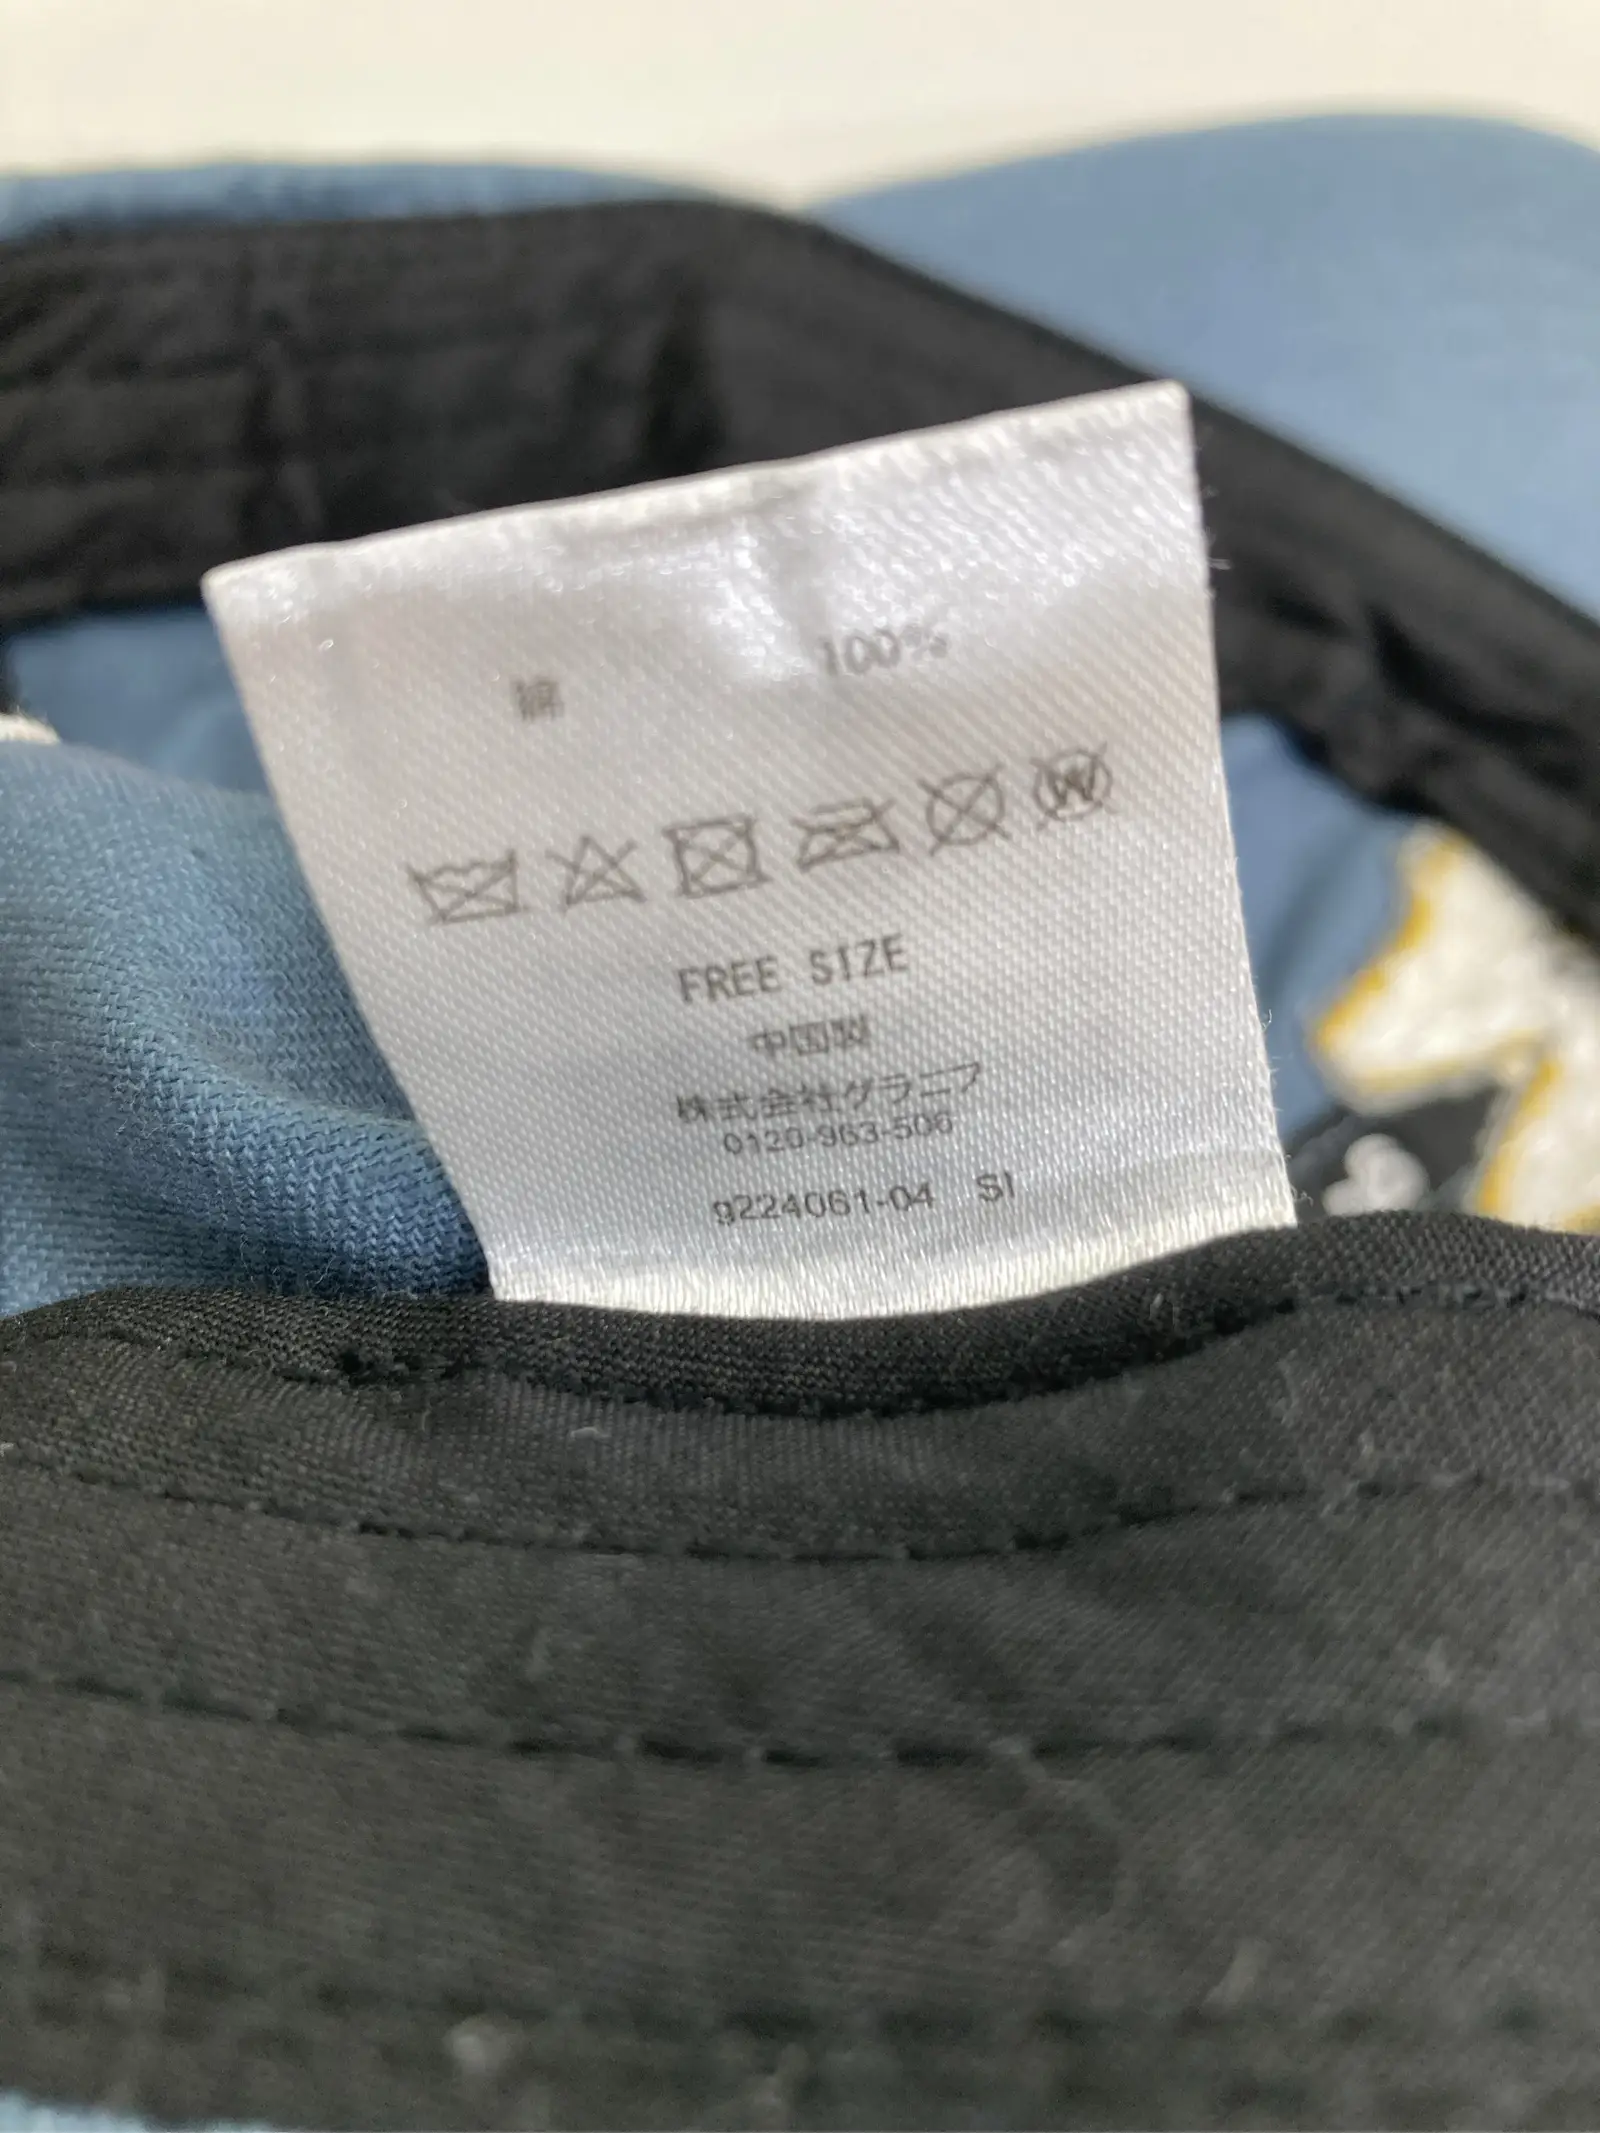 綿 100%
W
FREE SIZE
中国製
株式会社グラニフ
0120-963-506
9224061-04 SI